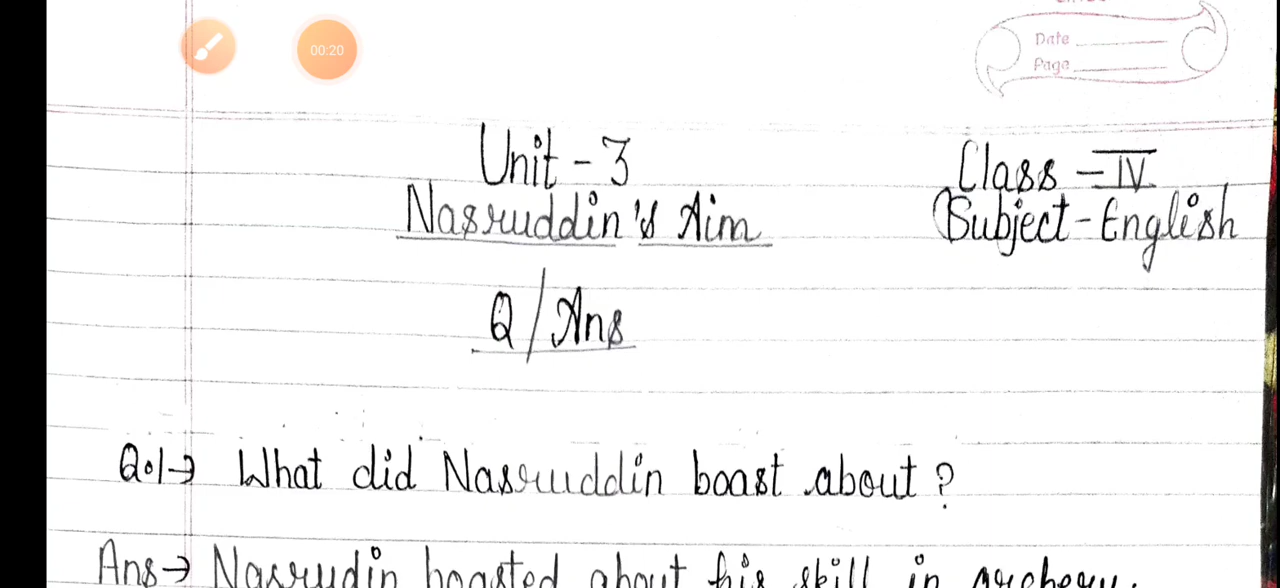 00:20
Date
Page
Unit - 3
Class - IV
Nasruddin's Aim
Subject - English
Q/Ans
Q.1→ What did Nasruddin boast about?
Ans→ Nasrudin boasted about his skill in archery.